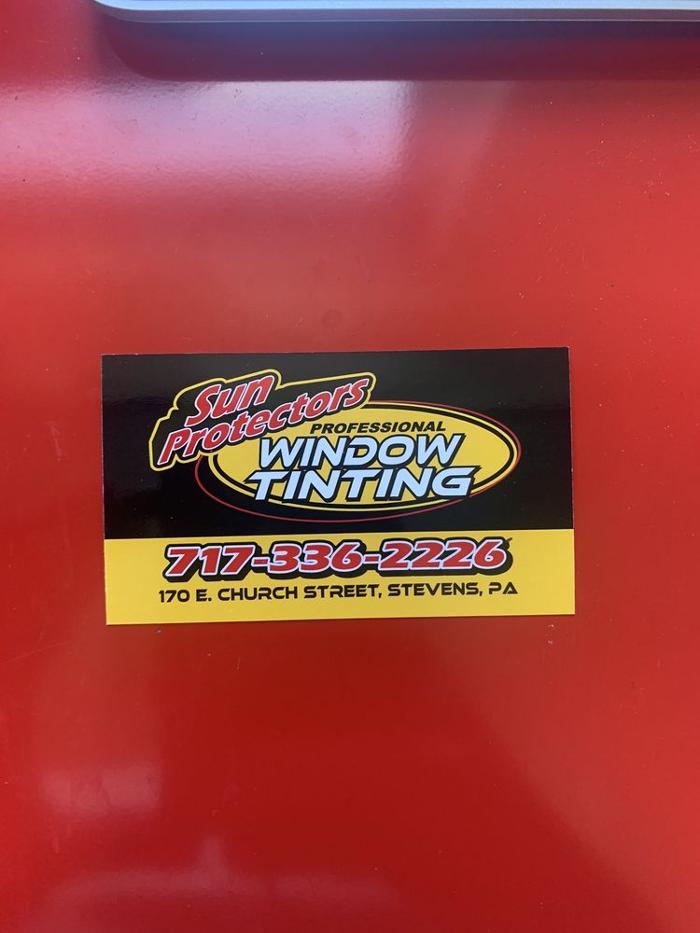 Sun
Protectors
PROFESSIONAL
WINDOW
TINTING
717-336-2226
170 E. CHURCH STREET, STEVENS, PA